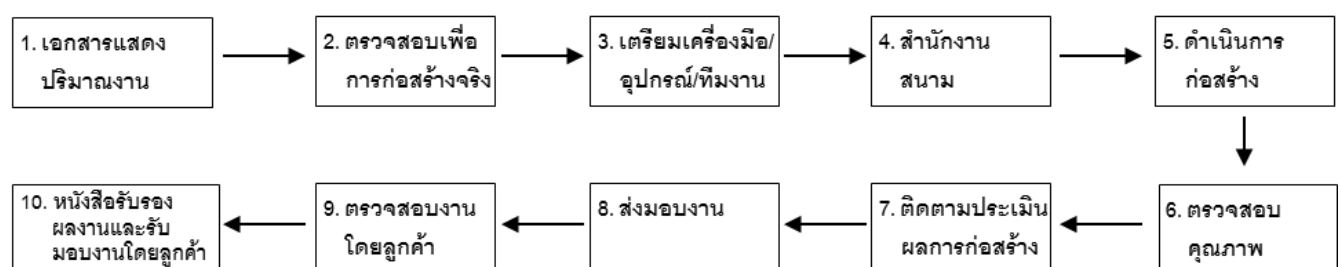 1. เอกสารแสดง
ปริมาณงาน
2. ตรวจสอบเพื่อ
การก่อสร้างจริง
3. เตรียมเครื่องมือ/
อุปกรณ์/ทีมงาน
4. สำนักงาน
สนาม
5. ดำเนินการ
ก่อสร้าง
6. ตรวจสอบ
คุณภาพ
7. ติดตามประเมิน
ผลการก่อสร้าง
8. ส่งมอบงาน
9. ตรวจสอบงาน
โดยลูกค้า
10. หนังสือรับรอง
ผลงานและรับ
มอบงานโดยลูกค้า